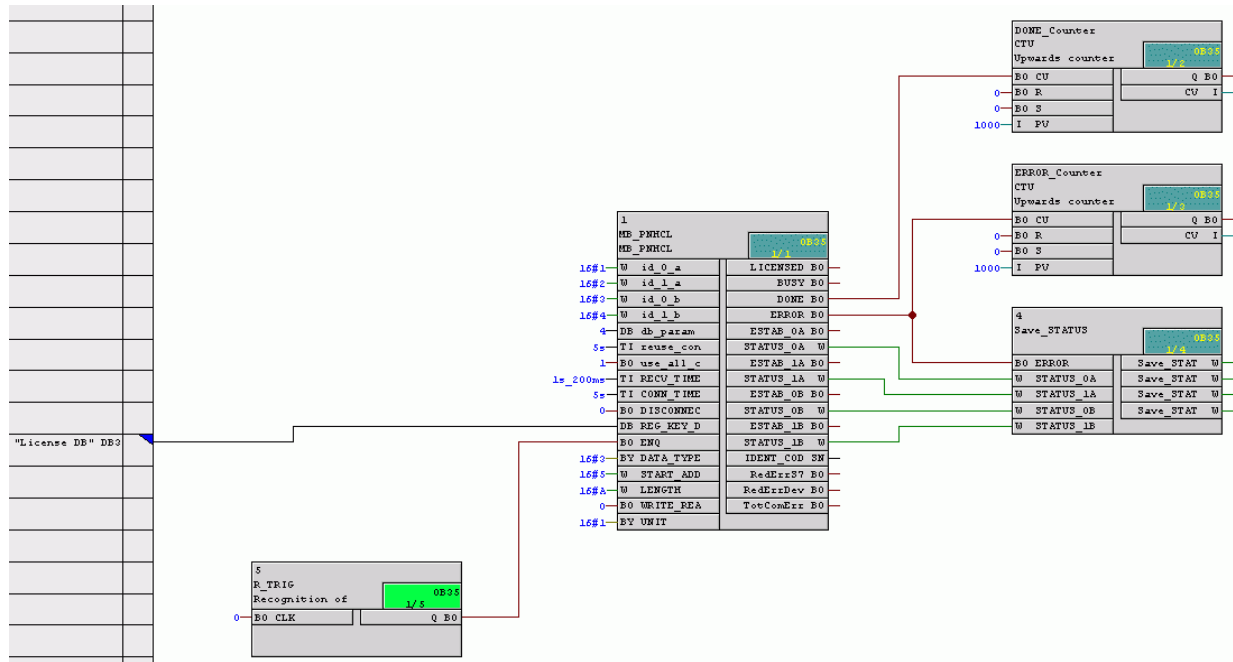 DONE_Counter
CTU
Upwards counter
OB35
1/2
BO CU Q BO
0 BO R CV I
0 BO S
1000 I PV
ERROR_Counter
CTU
Upwards counter
OB35
1/3
BO CU Q BO
0 BO R CV I
0 BO S
1000 I PV
1
MB_PNHCL
MB_PNHCL
OB35
1/1
16#1 W id_0_a LICENSED BO
16#2 W id_1_a BUSY BO
16#3 W id_0_b DONE BO
16#4 W id_1_b ERROR BO
4 DB db_param ESTAB_0A BO
5s TI reuse_con STATUS_0A W
1 BO use_all_c ESTAB_1A BO
1s_200ms TI RECV_TIME STATUS_1A W
5s TI CONN_TIME ESTAB_0B BO
0 BO DISCONNEC STATUS_0B W
DB REG_KEY_D ESTAB_1B BO
BO ENQ STATUS_1B W
16#3 BY DATA_TYPE IDENT_COD SN
16#5 W START_ADD RedErrS7 BO
16#A W LENGTH RedErrDev BO
0 BO WRITE_REA TotComErr BO
16#1 BY UNIT
4
Save_STATUS
OB35
1/4
BO ERROR Save_STAT W
W STATUS_0A Save_STAT W
W STATUS_1A Save_STAT W
W STATUS_0B Save_STAT W
W STATUS_1B
"License DB" DB3
5
R_TRIG
Recognition of
OB35
1/5
0 BO CLK Q BO